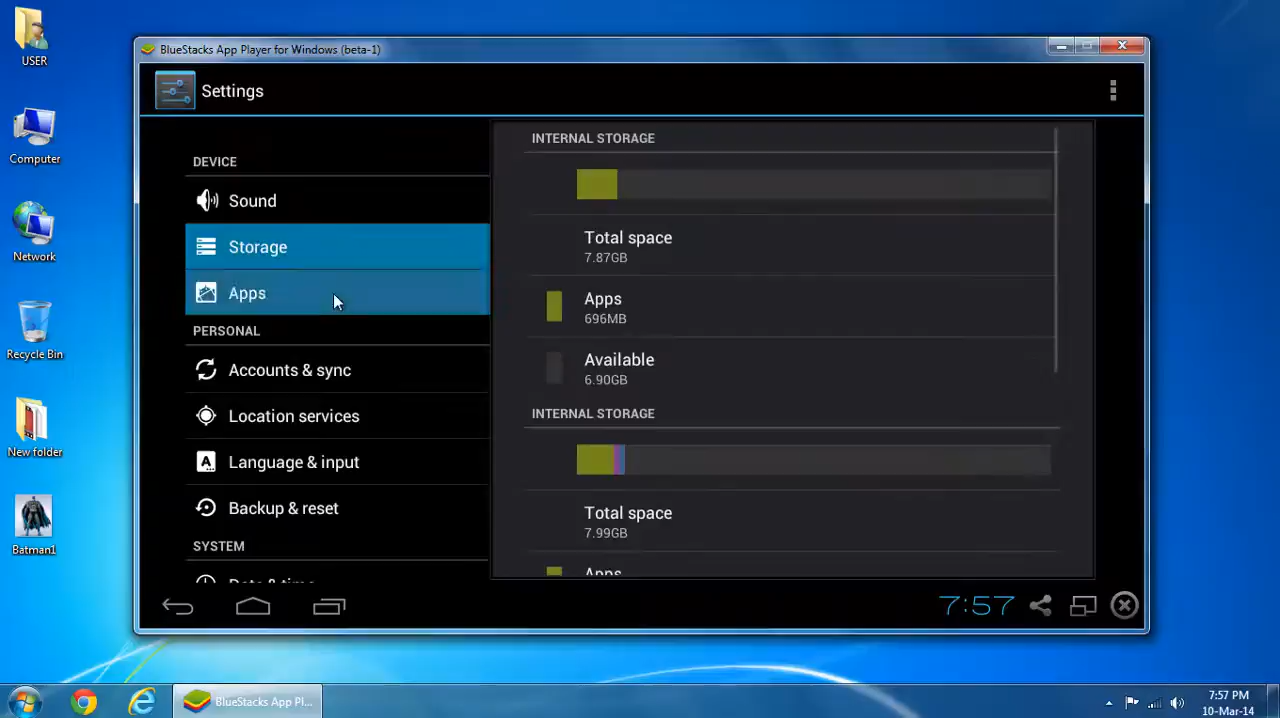 USER
Computer
Network
Recycle Bin
New folder
Batman1
BlueStacks App Player for Windows (beta-1)
Settings
DEVICE
Sound
Storage
Apps
PERSONAL
Accounts & sync
Location services
Language & input
A
Backup & reset
SYSTEM
Date & time
INTERNAL STORAGE
Total space
7.87GB
Apps
696MB
Available
6.90GB
INTERNAL STORAGE
Total space
7.99GB
Apps
7:57
BlueStacks App Pl...
7:57 PM
10-Mar-14